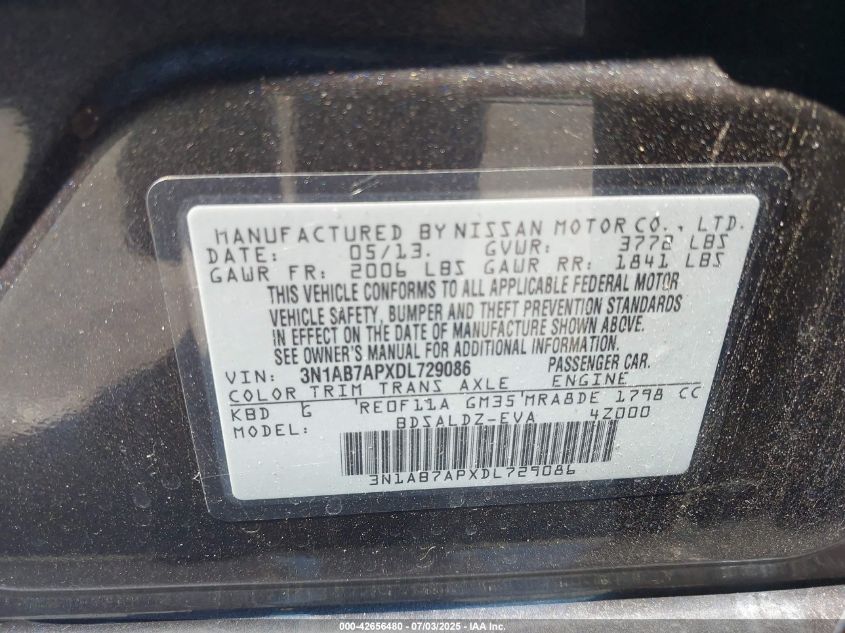 MANUFACTURED BY NISSAN MOTOR CO., LTD.
DATE: 05/13. GVWR: 3772 LBS
GAWR FR: 2006 LBS GAWR RR: 1841 LBS
THIS VEHICLE CONFORMS TO ALL APPLICABLE FEDERAL MOTOR
VEHICLE SAFETY, BUMPER AND THEFT PREVENTION STANDARDS
IN EFFECT ON THE DATE OF MANUFACTURE SHOWN ABOVE.
SEE OWNER'S MANUAL FOR ADDITIONAL INFORMATION.
VIN: 3N1AB7APXDL729086 PASSENGER CAR.
COLOR TRIM TRANS AXLE ENGINE
KBD G RE0F11A GM35 MRA8DE 1798 CC
MODEL: BDSALDZ-EVA 4Z000
3N1AB7APXDL729086
000-42656480 - 07/03/2025 - IAA Inc.